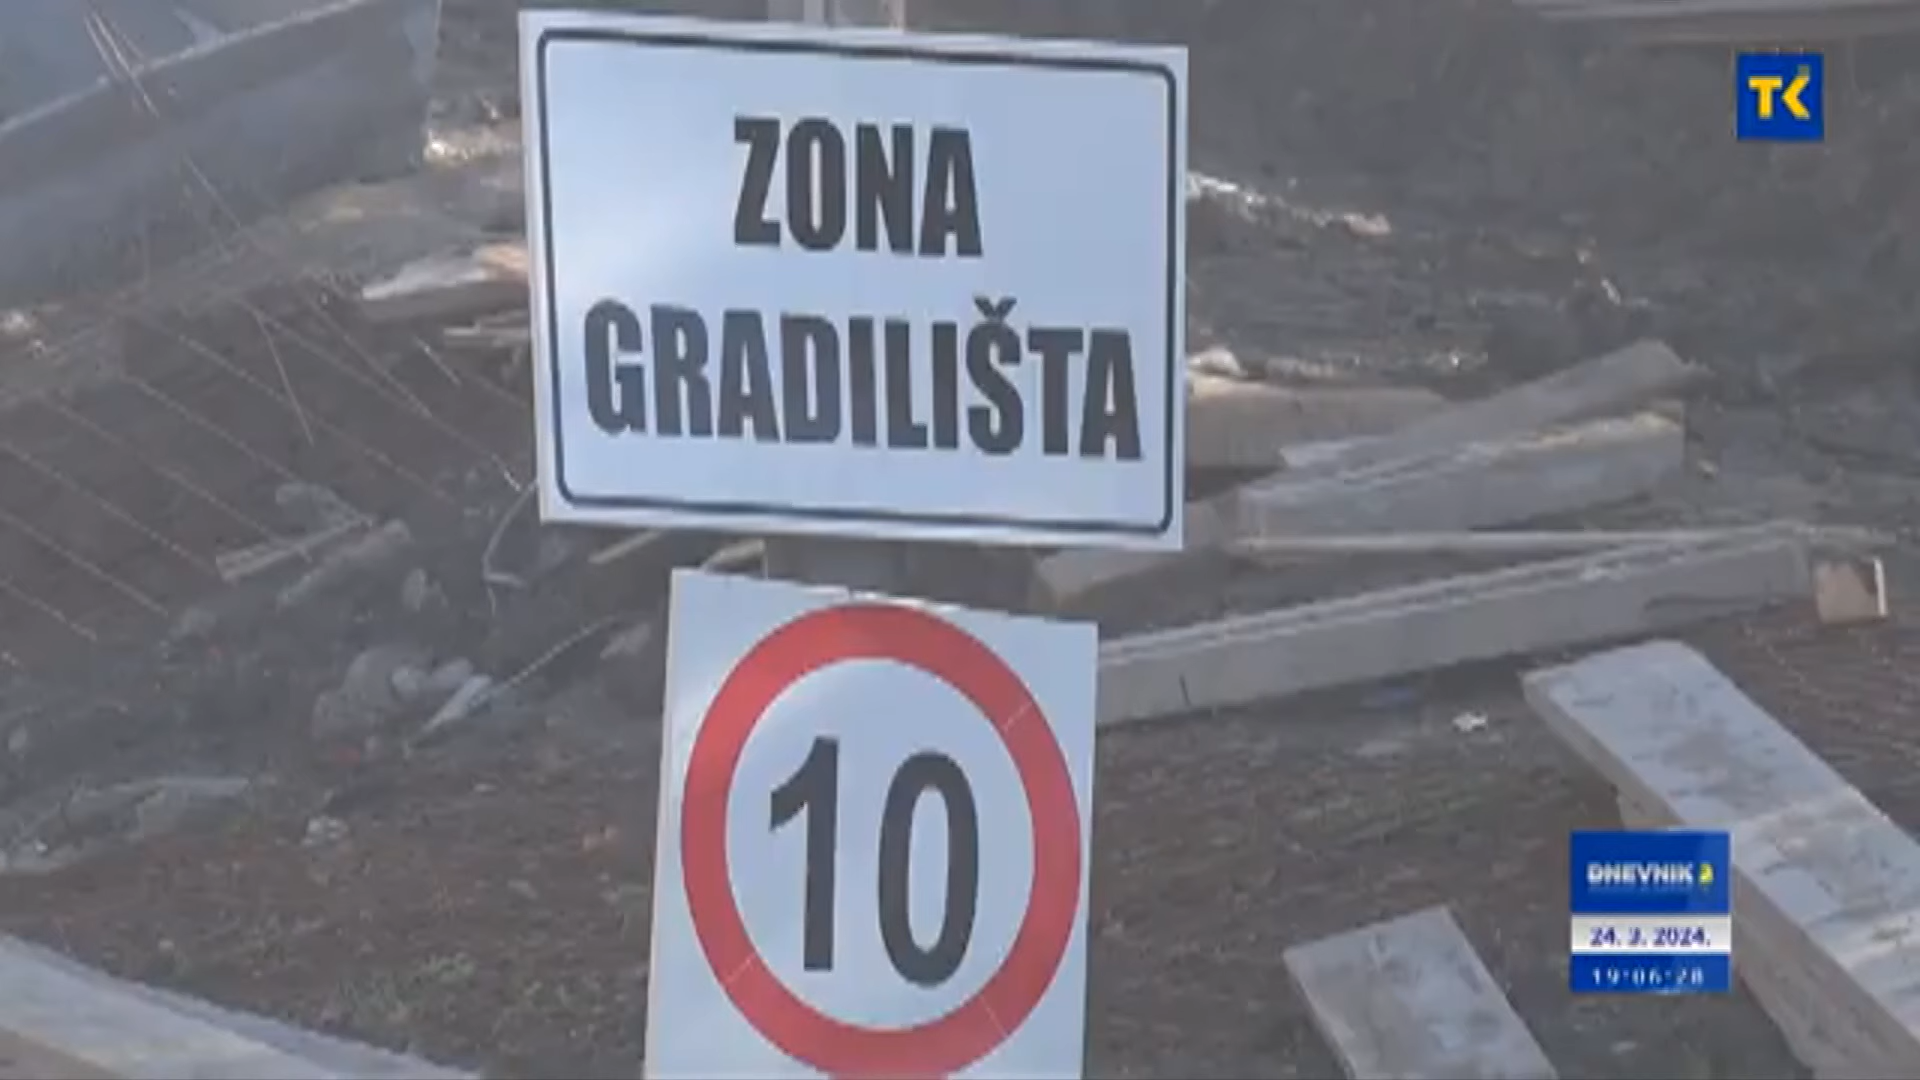 ZONA
GRADILIŠTA
10
TK
DNEVNIK 2
24. 3. 2024.
19:06:28